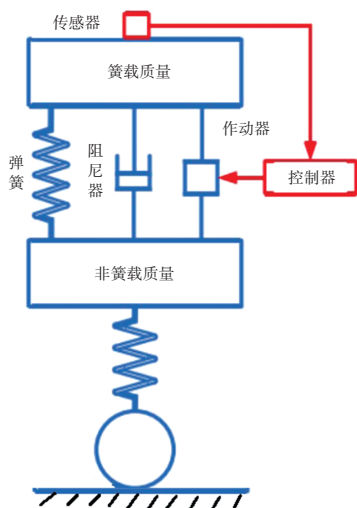 传感器
簧载质量
作动器
弹簧
阻尼器
控制器
非簧载质量